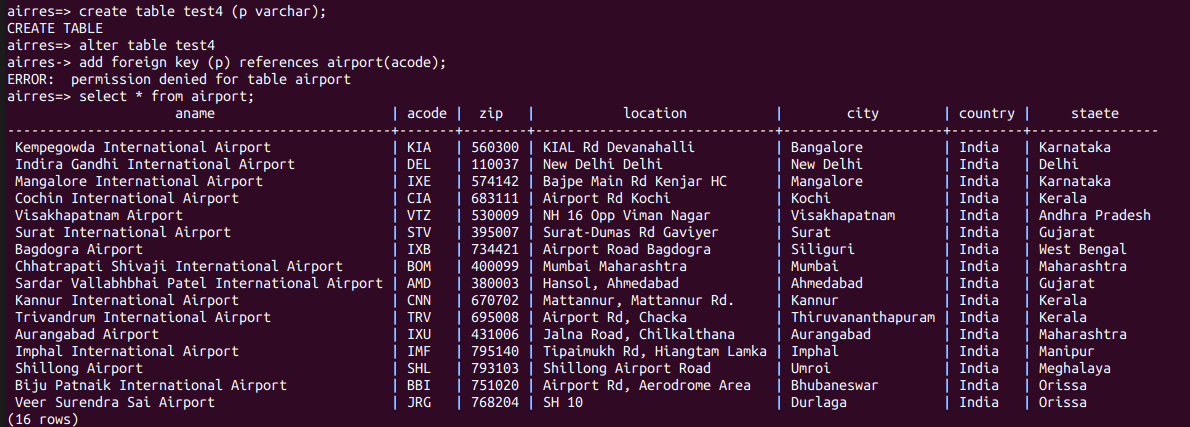 airres=> create table test4 (p varchar);
CREATE TABLE
airres=> alter table test4
airres-> add foreign key (p) references airport(acode);
ERROR:  permission denied for table airport
airres=> select * from airport;
                     aname                      | acode |  zip   |           location           |        city        | country |     staete     
------------------------------------------------+-------+--------+------------------------------+--------------------+---------+----------------
 Kempegowda International Airport               | KIA   | 560300 | KIAL Rd Devanahalli          | Bangalore          | India   | Karnataka
 Indira Gandhi International Airport            | DEL   | 110037 | New Delhi Delhi              | New Delhi          | India   | Delhi
 Mangalore International Airport                | IXE   | 574142 | Bajpe Main Rd Kenjar HC      | Mangalore          | India   | Karnataka
 Cochin International Airport                   | CIA   | 683111 | Airport Rd Kochi             | Kochi              | India   | Kerala
 Visakhapatnam Airport                          | VTZ   | 530009 | NH 16 Opp Viman Nagar        | Visakhapatnam      | India   | Andhra Pradesh
 Surat International Airport                    | STV   | 395007 | Surat-Dumas Rd Gaviyer       | Surat              | India   | Gujarat
 Bagdogra Airport                               | IXB   | 734421 | Airport Road Bagdogra        | Siliguri           | India   | West Bengal
 Chhatrapati Shivaji International Airport      | BOM   | 400099 | Mumbai Maharashtra           | Mumbai             | India   | Maharashtra
 Sardar Vallabhbhai Patel International Airport | AMD   | 380003 | Hansol, Ahmedabad            | Ahmedabad          | India   | Gujarat
 Kannur International Airport                   | CNN   | 670702 | Mattannur, Mattannur Rd.     | Kannur             | India   | Kerala
 Trivandrum International Airport               | TRV   | 695008 | Airport Rd, Chacka           | Thiruvananthapuram | India   | Kerala
 Aurangabad Airport                             | IXU   | 431006 | Jalna Road, Chilkalthana     | Aurangabad         | India   | Maharashtra
 Imphal International Airport                   | IMF   | 795140 | Tipaimukh Rd, Hiangtam Lamka | Imphal             | India   | Manipur
 Shillong Airport                               | SHL   | 793103 | Shillong Airport Road        | Umroi              | India   | Meghalaya
 Biju Patnaik International Airport             | BBI   | 751020 | Airport Rd, Aerodrome Area   | Bhubaneswar        | India   | Orissa
 Veer Surendra Sai Airport                      | JRG   | 768204 | SH 10                        | Durlaga            | India   | Orissa
(16 rows)